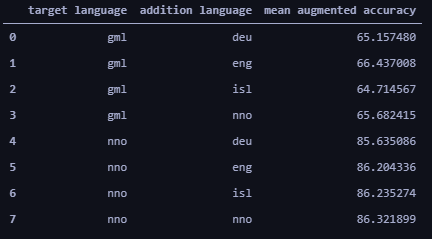 target language addition language mean augmented accuracy
0 gml deu 65.157480
1 gml eng 66.437008
2 gml isl 64.714567
3 gml nno 65.682415
4 nno deu 85.635086
5 nno eng 86.204336
6 nno isl 86.235274
7 nno nno 86.321899